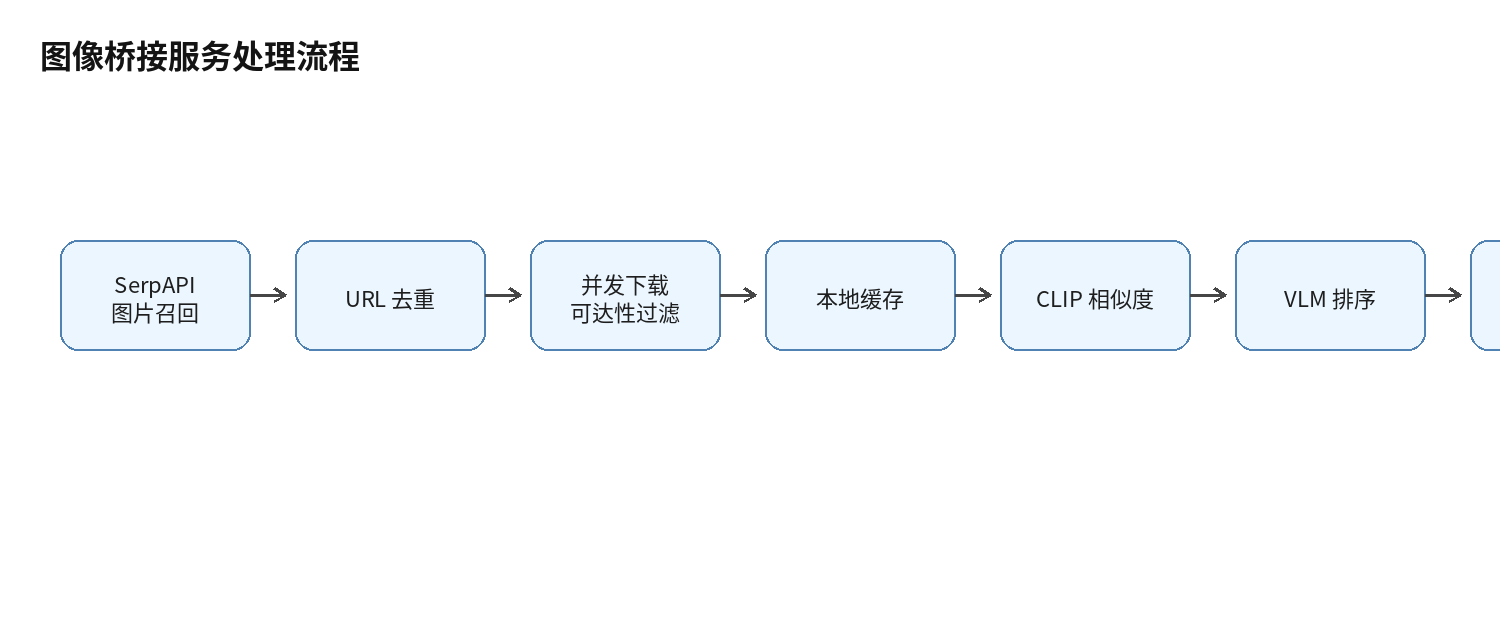 图像桥接服务处理流程
SerpAPI
图片召回
URL 去重
并发下载
可达性过滤
本地缓存
CLIP 相似度
VLM 排序